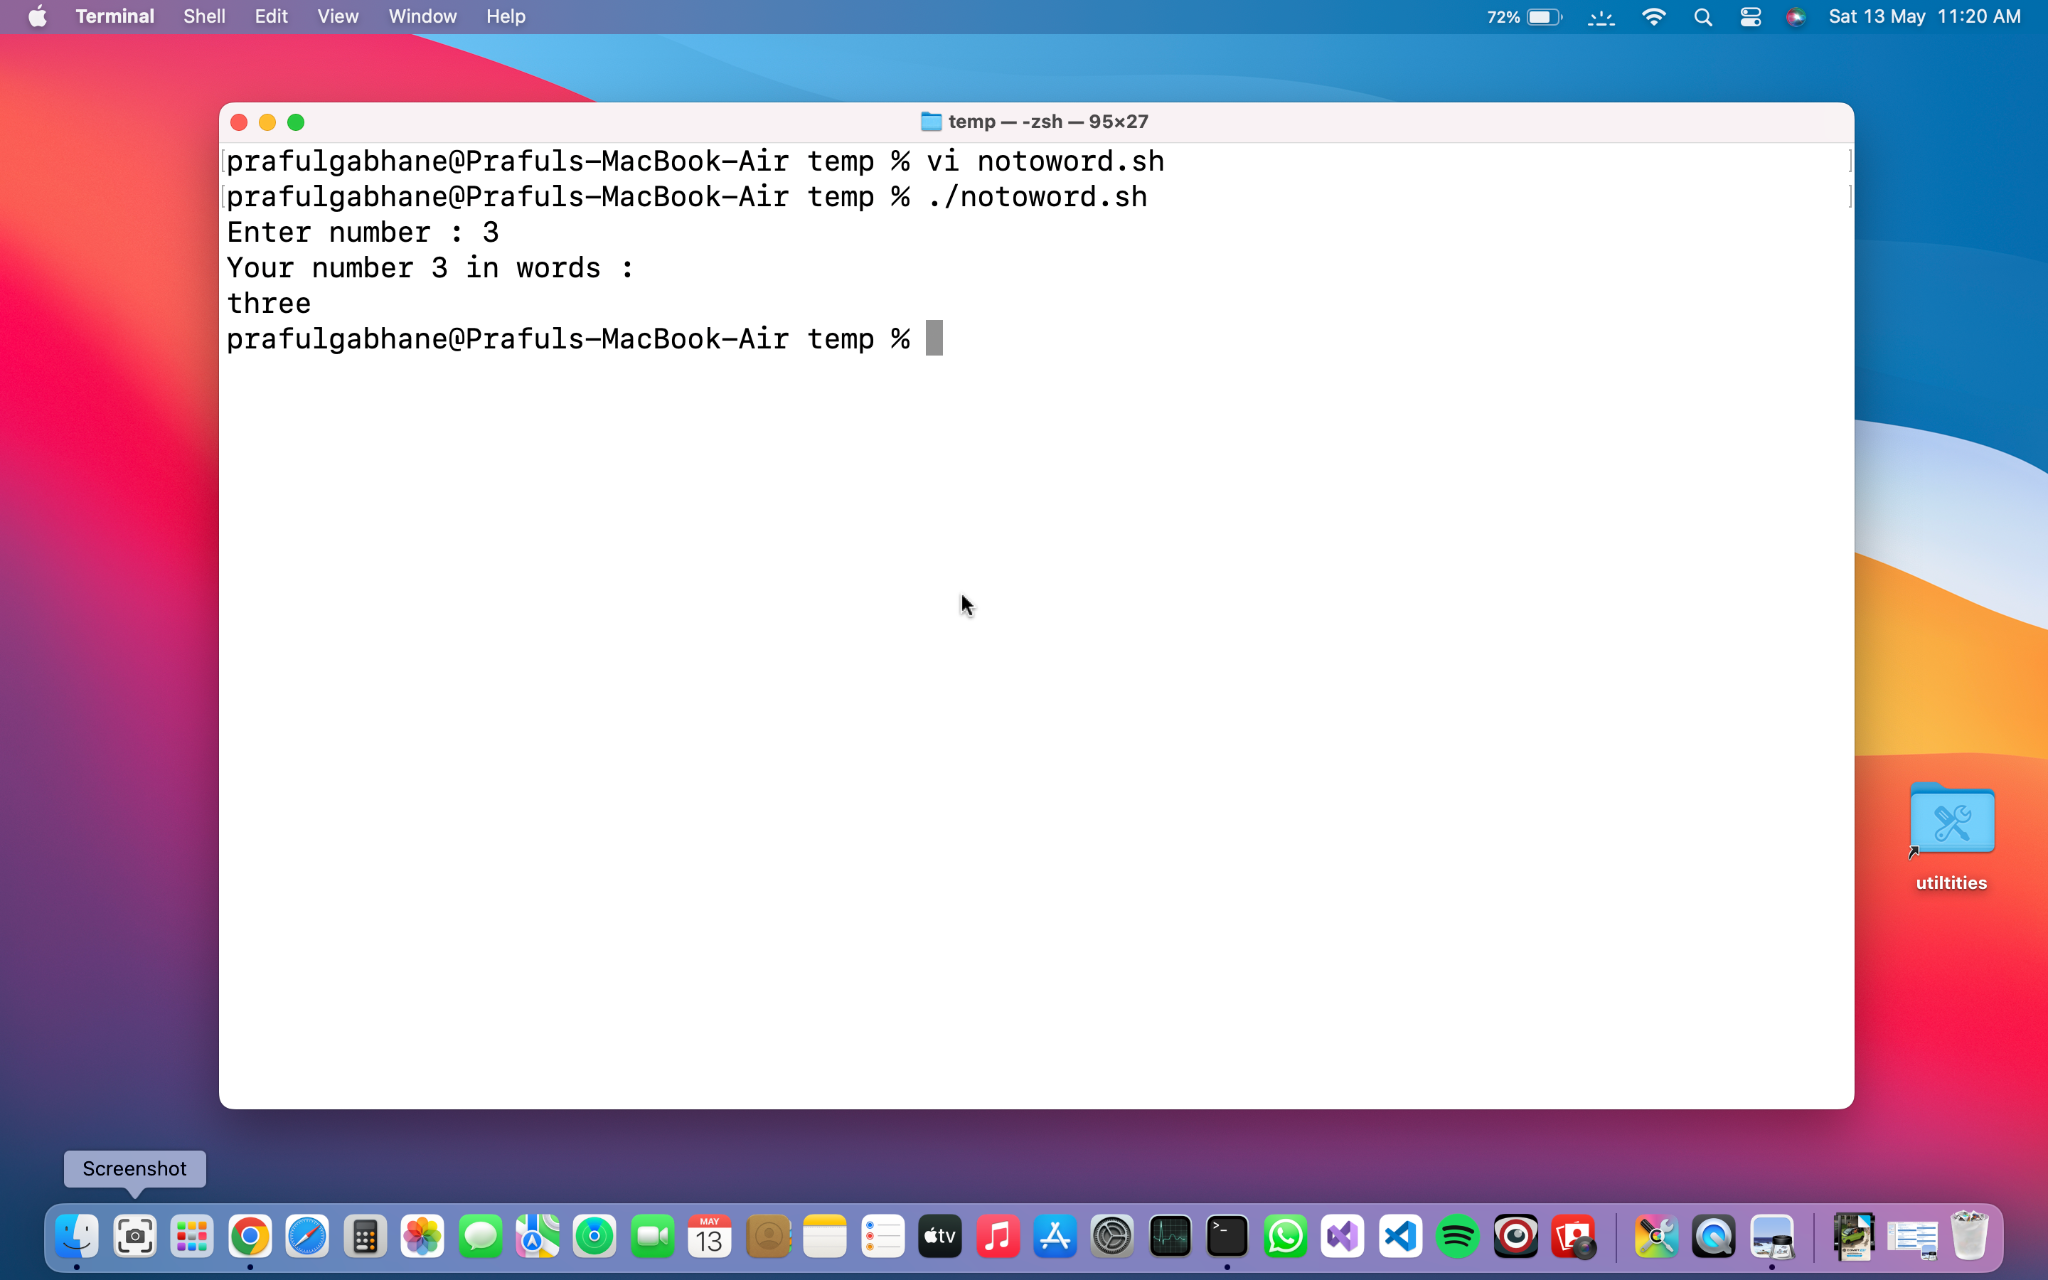 Terminal Shell Edit View Window Help 72% Sat 13 May 11:20 AM
temp — -zsh — 95×27
prafulgabhane@Prafuls-MacBook-Air temp % vi notoword.sh
prafulgabhane@Prafuls-MacBook-Air temp % ./notoword.sh
Enter number : 3
Your number 3 in words :
three
prafulgabhane@Prafuls-MacBook-Air temp %
utiltities
Screenshot
MAY
13
tv